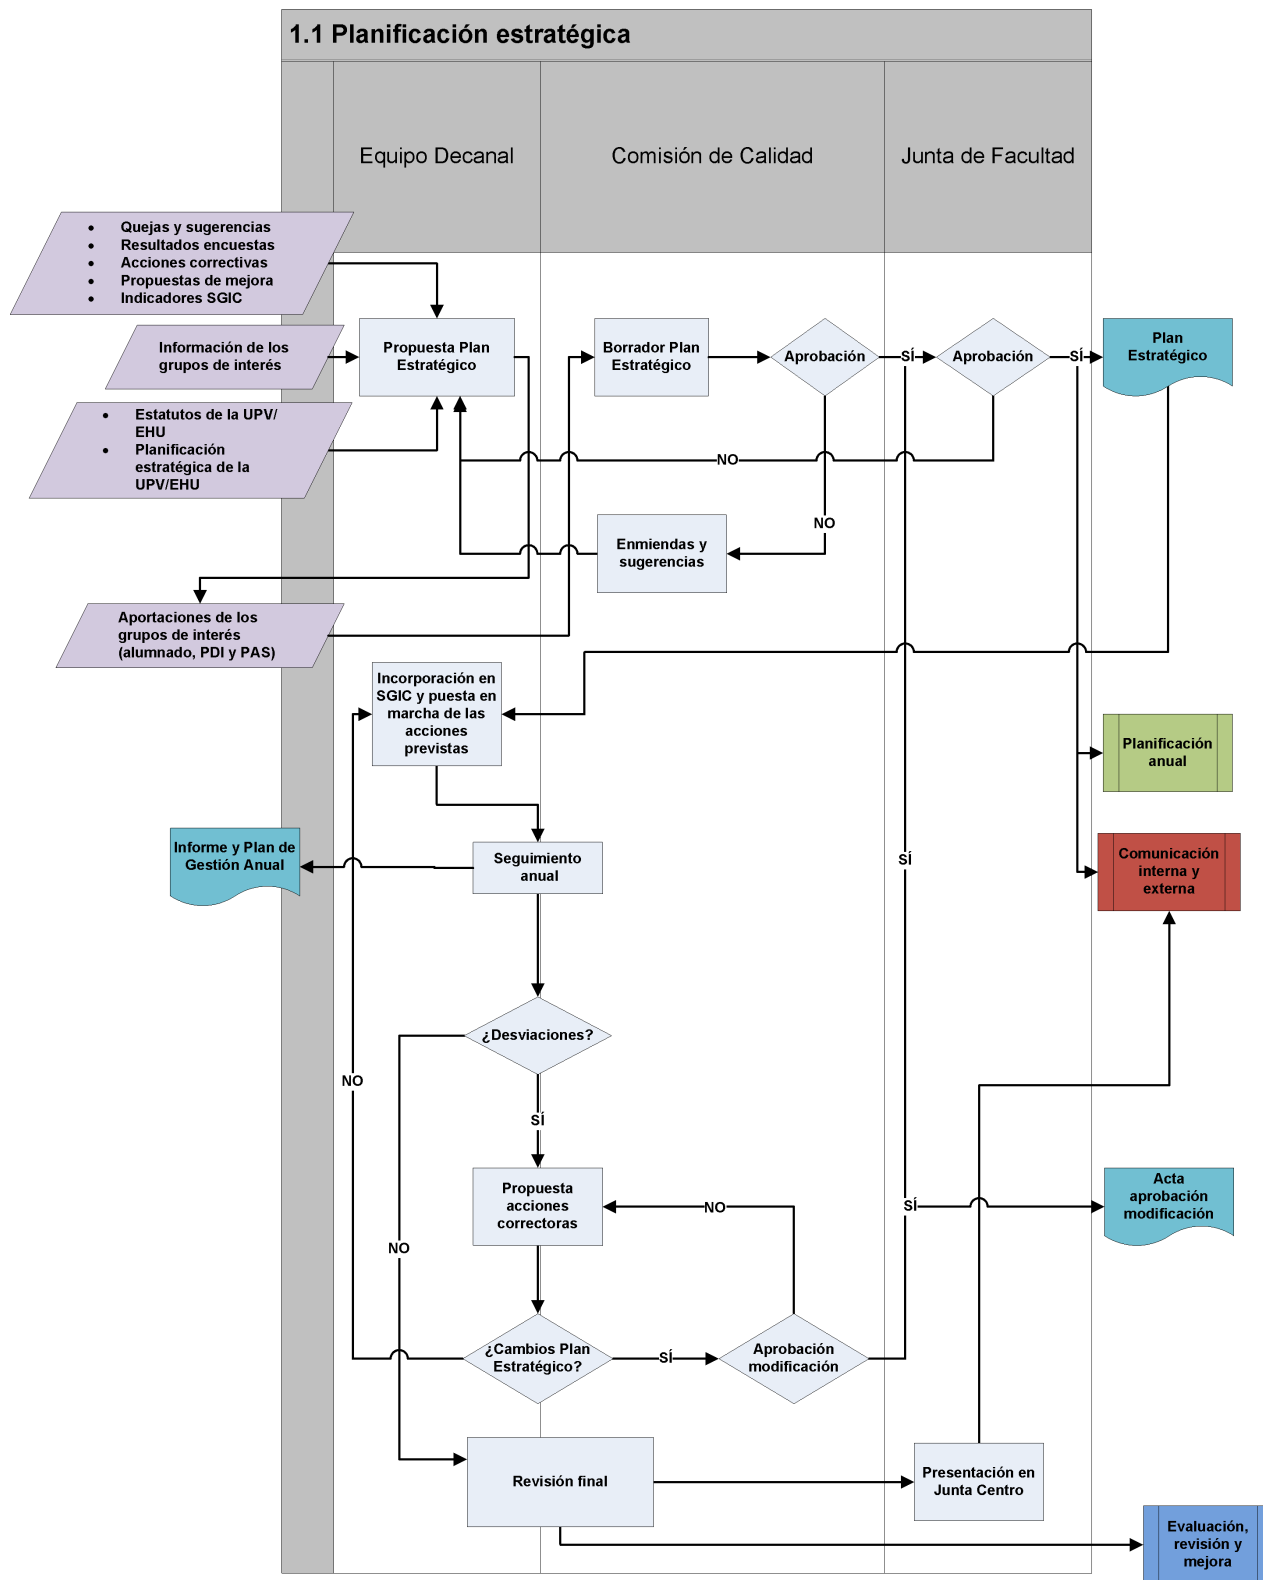 1.1 Planificación estratégica
Equipo Decanal
Comisión de Calidad
Junta de Facultad
• Quejas y sugerencias
• Resultados encuestas
• Acciones correctivas
• Propuestas de mejora
• Indicadores SGIC
Información de los
grupos de interés
• Estatutos de la UPV/
EHU
• Planificación
estratégica de la
UPV/EHU
Propuesta Plan
Estratégico
Borrador Plan
Estratégico
Aprobación
SÍ
Aprobación
SÍ
Plan
Estratégico
NO
NO
Enmiendas y
sugerencias
Aportaciones de los
grupos de interés
(alumnado, PDI y PAS)
Incorporación en
SGIC y puesta en
marcha de las
acciones
previstas
Planificación
anual
Informe y Plan de
Gestión Anual
Seguimiento
anual
SÍ
Comunicación
interna y
externa
¿Desviaciones?
NO
SÍ
Propuesta
acciones
correctoras
NO
SÍ
Acta
aprobación
modificación
NO
¿Cambios Plan
Estratégico?
SÍ
Aprobación
modificación
Revisión final
Presentación en
Junta Centro
Evaluación,
revisión y
mejora